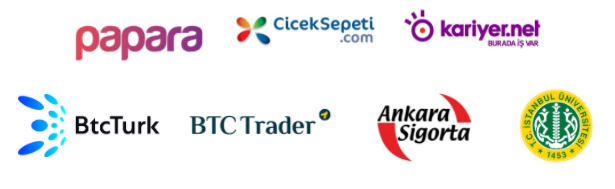 papara
CicekSepeti
.com
kariyer.net
BURADA İŞ VAR
BtcTurk
BTC Trader
Ankara
Sigorta
T.C. İSTANBUL ÜNİVERSİTESİ
1453